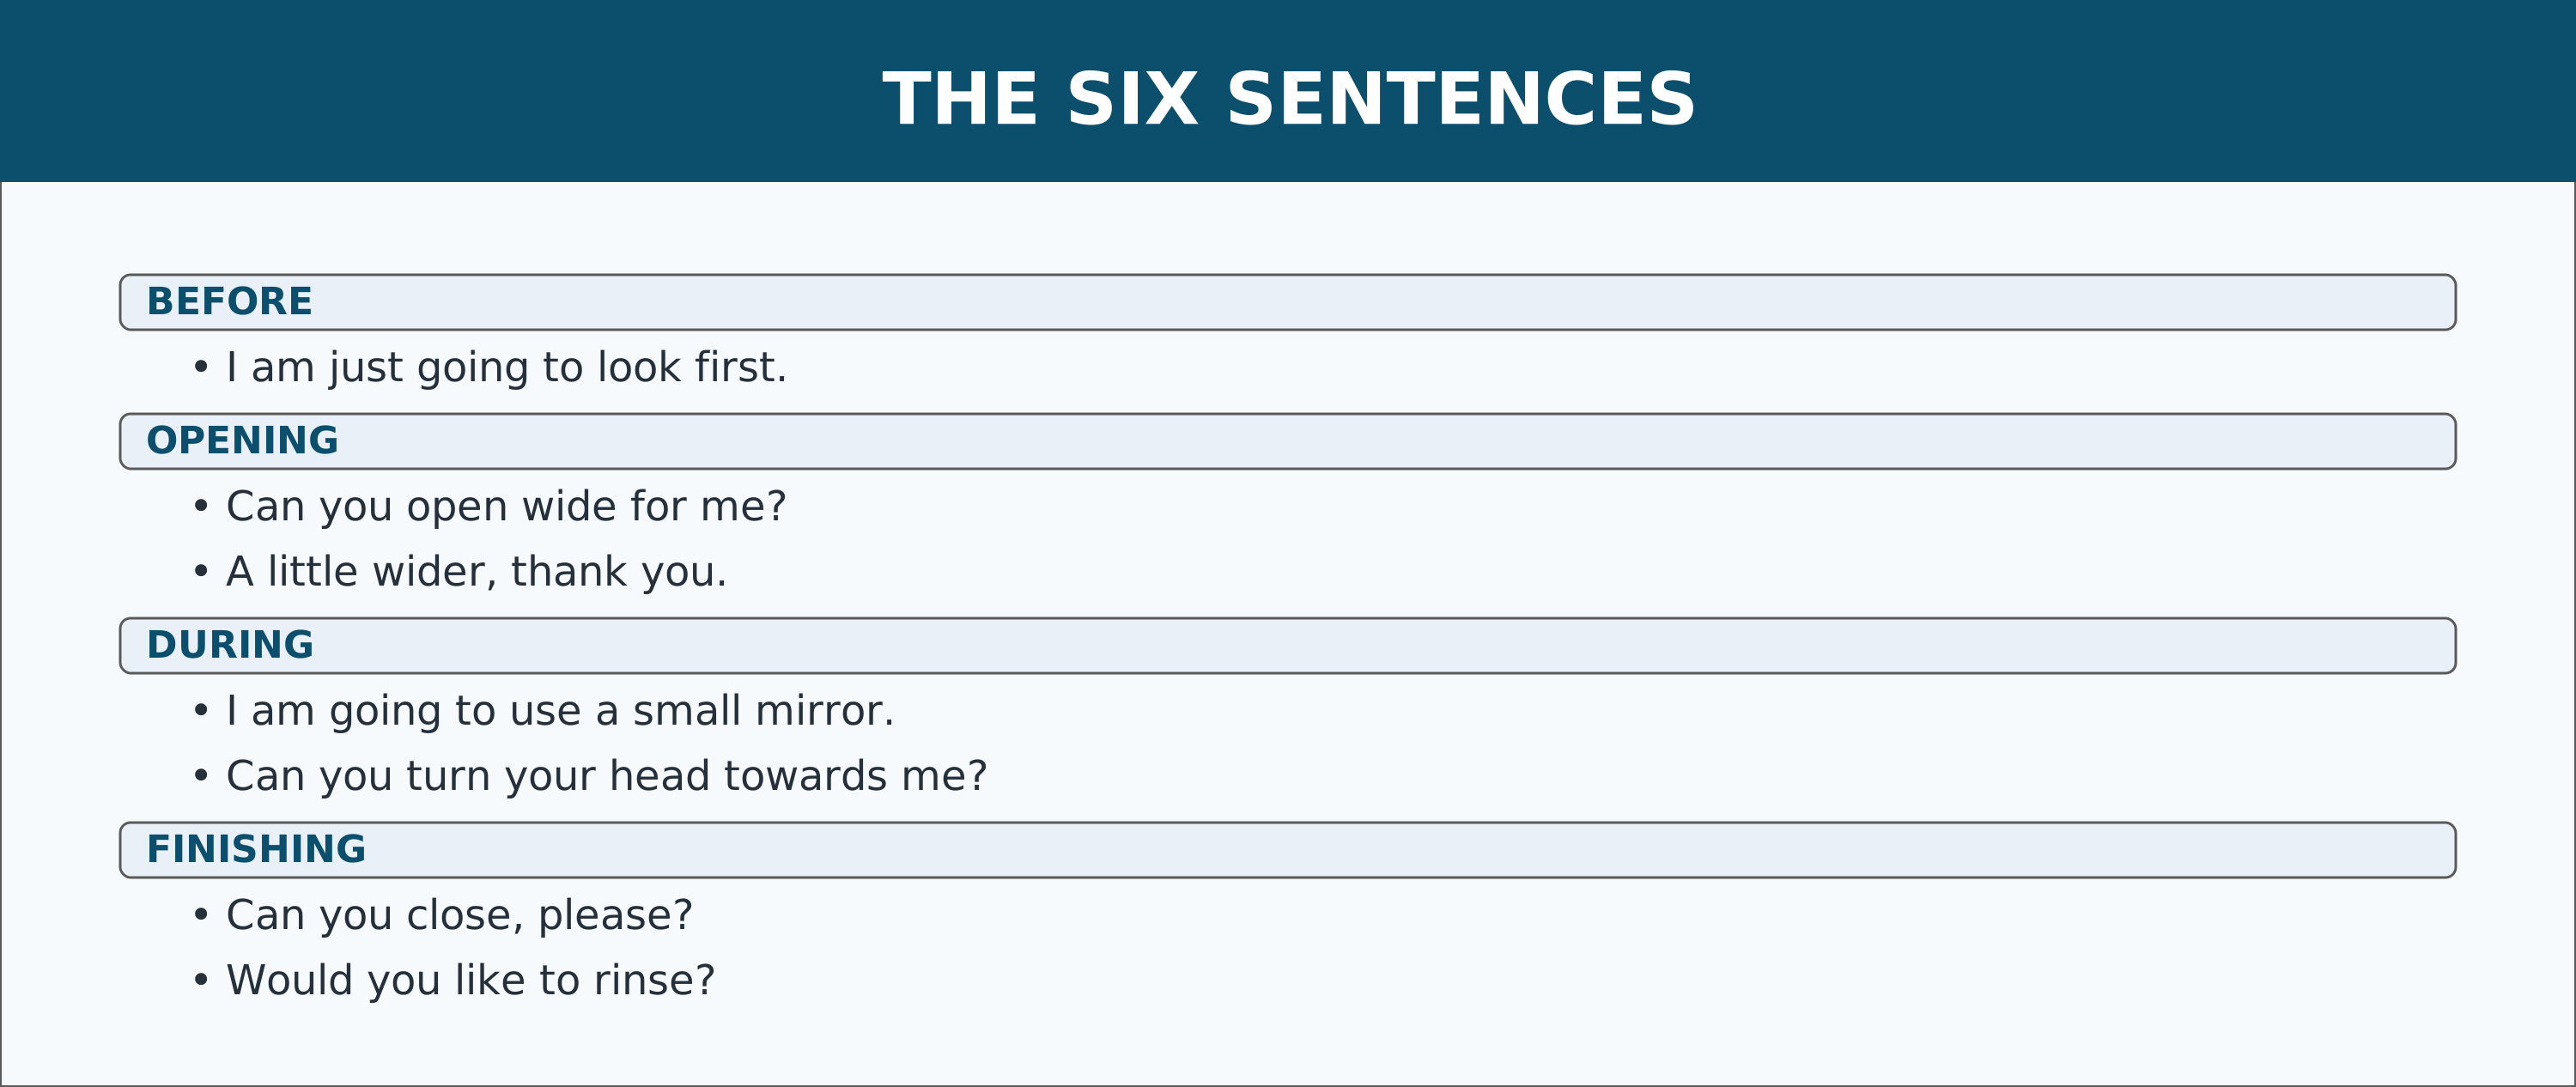 THE SIX SENTENCES
BEFORE
• I am just going to look first.
OPENING
• Can you open wide for me?
• A little wider, thank you.
DURING
• I am going to use a small mirror.
• Can you turn your head towards me?
FINISHING
• Can you close, please?
• Would you like to rinse?